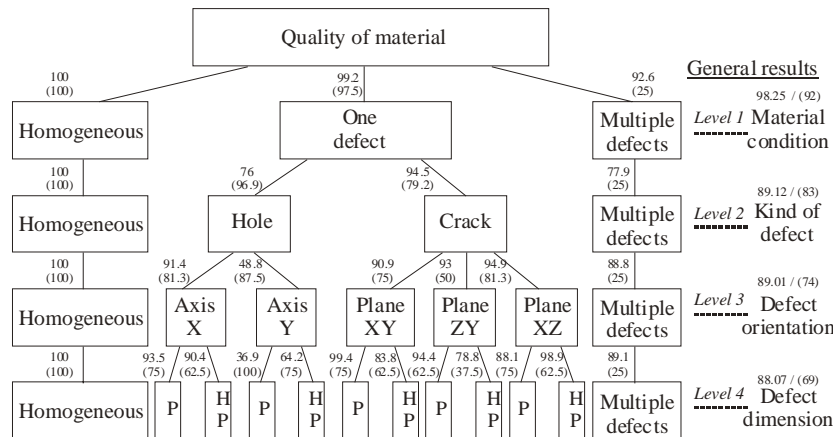 Quality of material
General results
100
(100)
99.2
(97.5)
92.6
(25)
98.25 / (92)
Homogeneous
One
defect
Multiple
defects
Level 1
Material
condition
100
(100)
76
(96.9)
94.5
(79.2)
77.9
(25)
89.12 / (83)
Homogeneous
Hole
Crack
Multiple
defects
Level 2
Kind of
defect
100
(100)
91.4
(81.3)
48.8
(87.5)
90.9
(75)
93
(50)
94.9
(81.3)
88.8
(25)
89.01 / (74)
Homogeneous
Axis
X
Axis
Y
Plane
XY
Plane
ZY
Plane
XZ
Multiple
defects
Level 3
Defect
orientation
100
(100)
93.5
(75)
90.4
(62.5)
36.9
(100)
64.2
(75)
99.4
(75)
83.8
(62.5)
94.4
(62.5)
78.8
(37.5)
88.1
(75)
98.9
(62.5)
89.1
(25)
88.07 / (69)
Homogeneous
P
H
P
P
H
P
P
H
P
P
H
P
P
H
P
Multiple
defects
Level 4
Defect
dimension